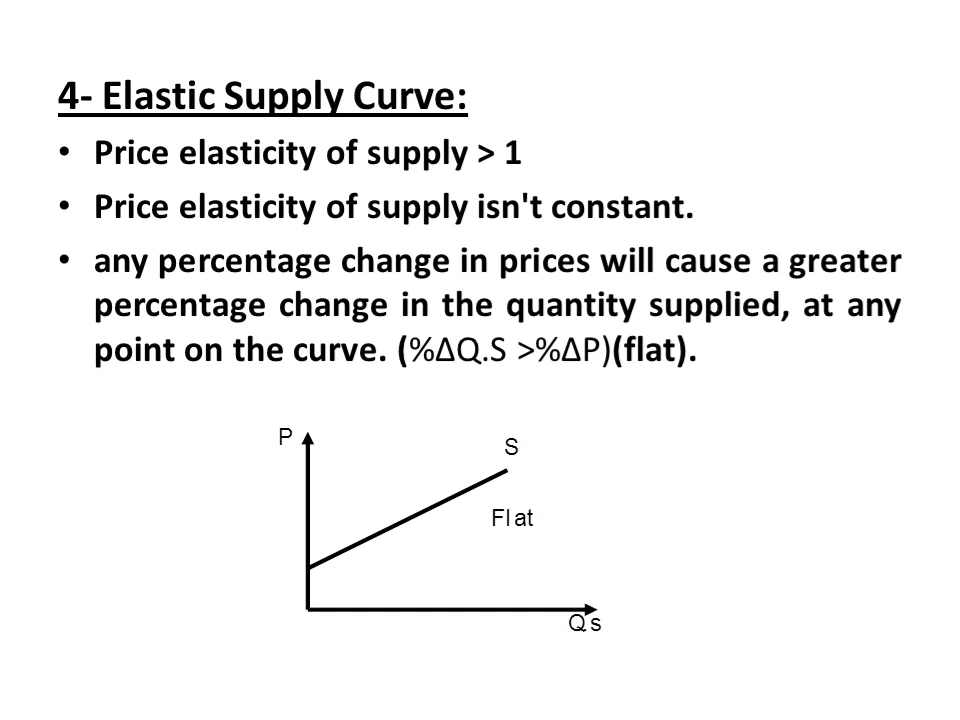 4- Elastic Supply Curve:
• Price elasticity of supply > 1
• Price elasticity of supply isn't constant.
• any percentage change in prices will cause a greater
percentage change in the quantity supplied, at any
point on the curve. (%ΔQ.S >%ΔP)(flat).
P
S
Flat
Qs